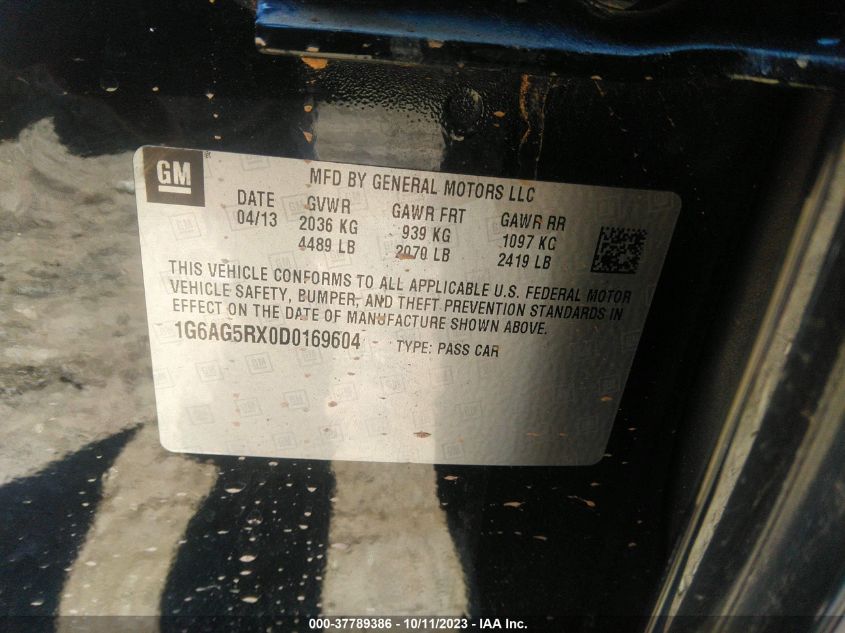 GM
MFD BY GENERAL MOTORS LLC
DATE GVWR GAWR FRT GAWR RR
04/13 2036 KG 939 KG 1097 KG
4489 LB 2070 LB 2419 LB
THIS VEHICLE CONFORMS TO ALL APPLICABLE U.S. FEDERAL MOTOR
VEHICLE SAFETY, BUMPER, AND THEFT PREVENTION STANDARDS IN
EFFECT ON THE DATE OF MANUFACTURE SHOWN ABOVE.
1G6AG5RX0D0169604 TYPE: PASS CAR
000-37789386 - 10/11/2023 - IAA Inc.